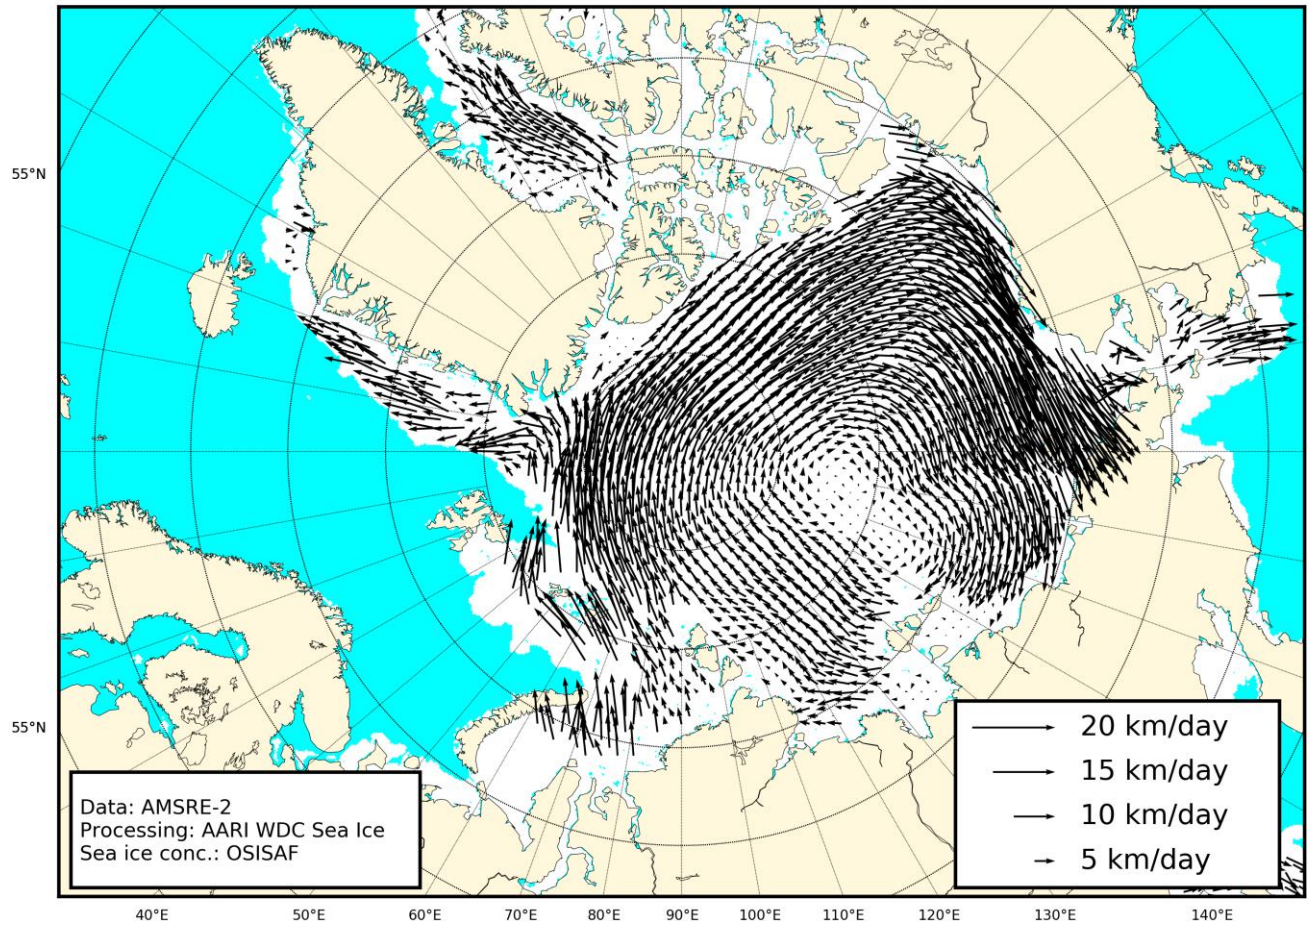 55°N
55°N
Data: AMSRE-2
Processing: AARI WDC Sea Ice
Sea ice conc.: OSISAF
20 km/day
15 km/day
10 km/day
5 km/day
40°E 50°E 60°E 70°E 80°E 90°E 100°E 110°E 120°E 130°E 140°E